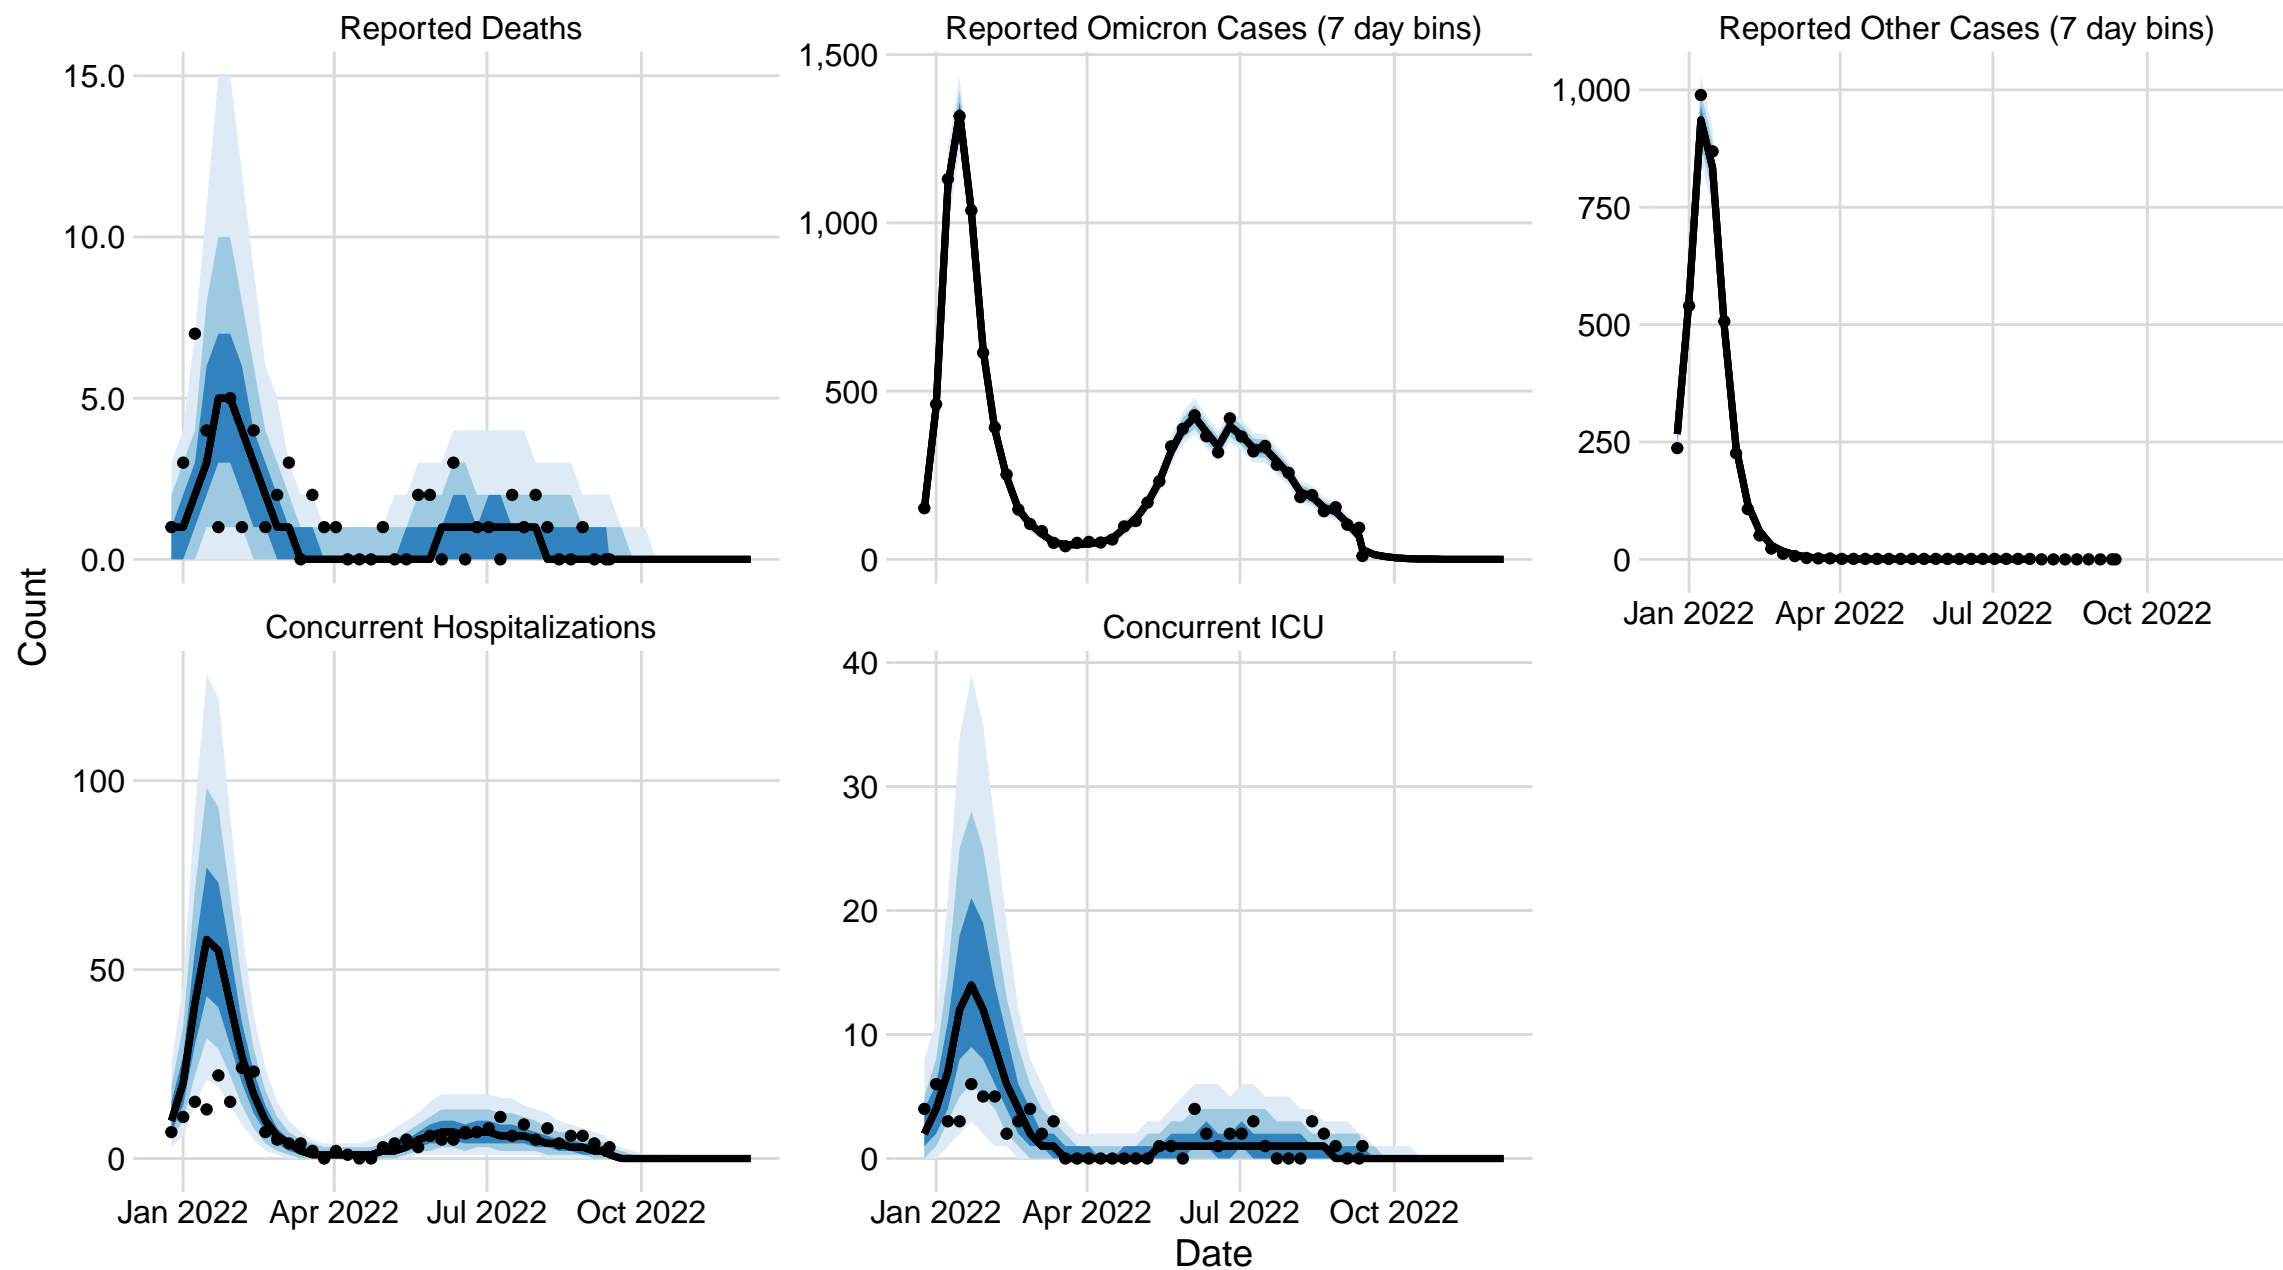 Reported Deaths
Reported Omicron Cases (7 day bins)
Reported Other Cases (7 day bins)
15.0
10.0
5.0
0.0
1,500
1,000
500
0
1,000
750
500
250
0
Jan 2022 Apr 2022 Jul 2022 Oct 2022
Count
Concurrent Hospitalizations
Concurrent ICU
100
50
0
40
30
20
10
0
Jan 2022 Apr 2022 Jul 2022 Oct 2022
Jan 2022 Apr 2022 Jul 2022 Oct 2022
Date